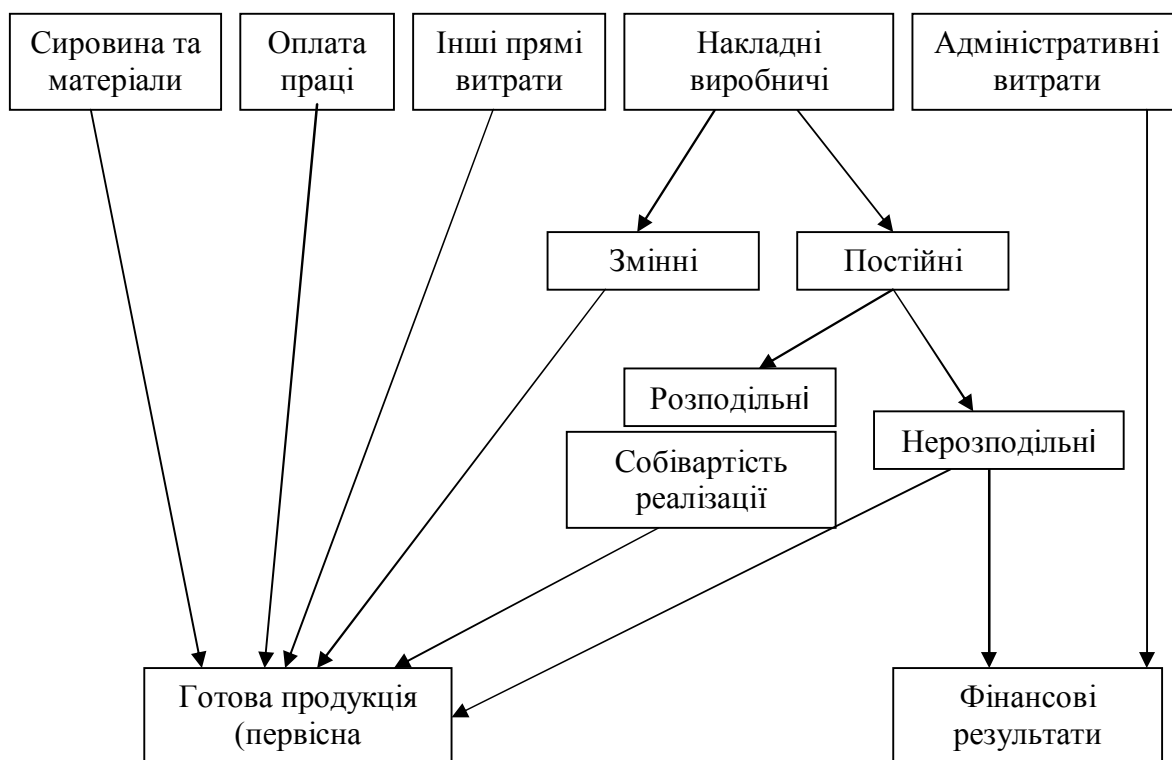 Сировина та
матеріали
Оплата
праці
Інші прямі
витрати
Накладні
виробничі
Адміністративні
витрати
Змінні
Постійні
Розподільні
Нерозподільні
Собівартість
реалізації
Готова продукція
(первісна
Фінансові
результати